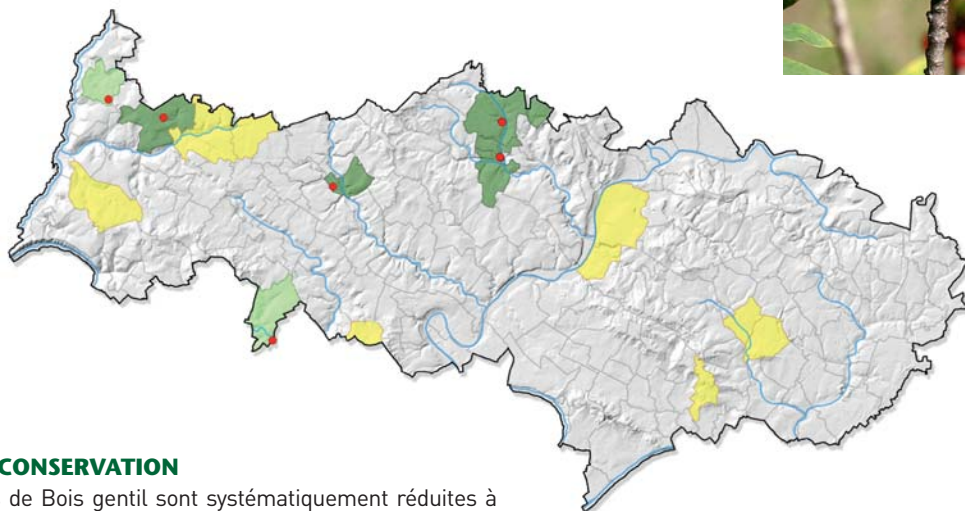 CONSERVATION
de Bois gentil sont systématiquement réduites à